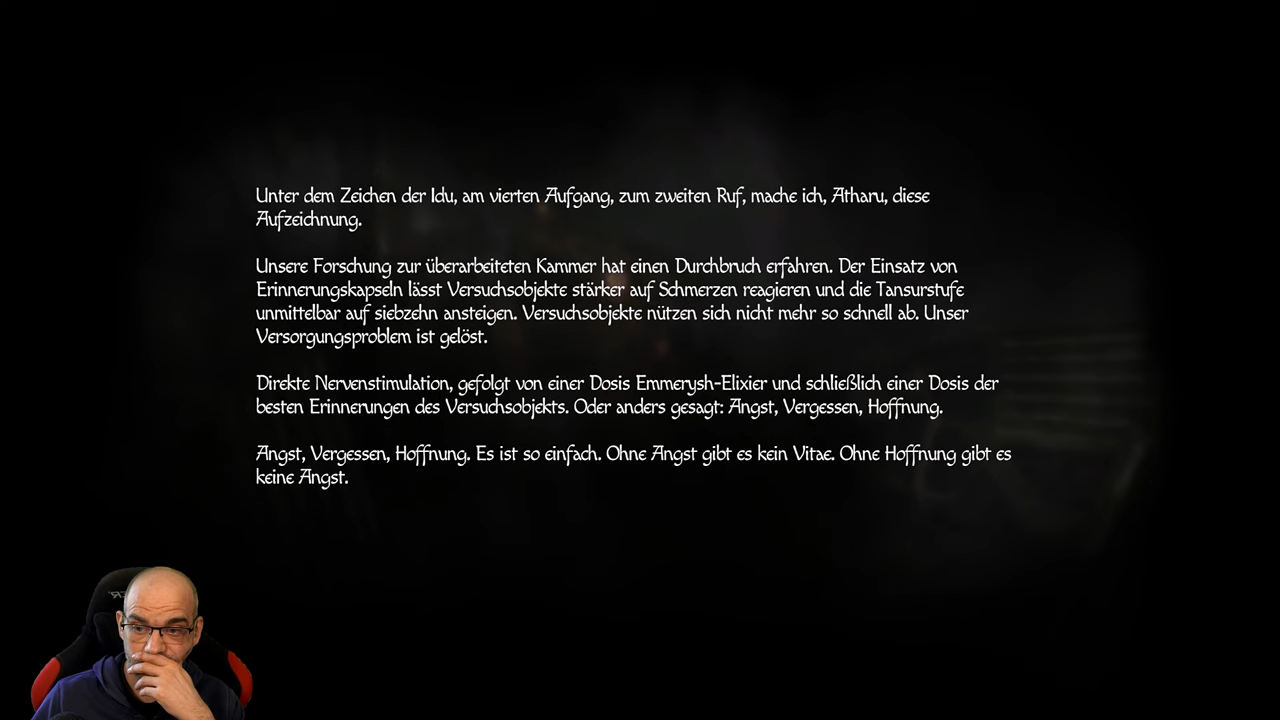 Unter dem Zeichen der Idu, am vierten Aufgang, zum zweiten Ruf, mache ich, Atharu, diese
Aufzeichnung.
Unsere Forschung zur überarbeiteten Kammer hat einen Durchbruch erfahren. Der Einsatz von
Erinnerungskapseln lässt Versuchsobjekte stärker auf Schmerzen reagieren und die Tansurstufe
unmittelbar auf siebzehn ansteigen. Versuchsobjekte nützen sich nicht mehr so schnell ab. Unser
Versorgungsproblem ist gelöst.
Direkte Nervenstimulation, gefolgt von einer Dosis Emmerysh-Elixier und schließlich einer Dosis der
besten Erinnerungen des Versuchsobjekts. Oder anders gesagt: Angst, Vergessen, Hoffnung.
Angst, Vergessen, Hoffnung. Es ist so einfach. Ohne Angst gibt es kein Vitae. Ohne Hoffnung gibt es
keine Angst.